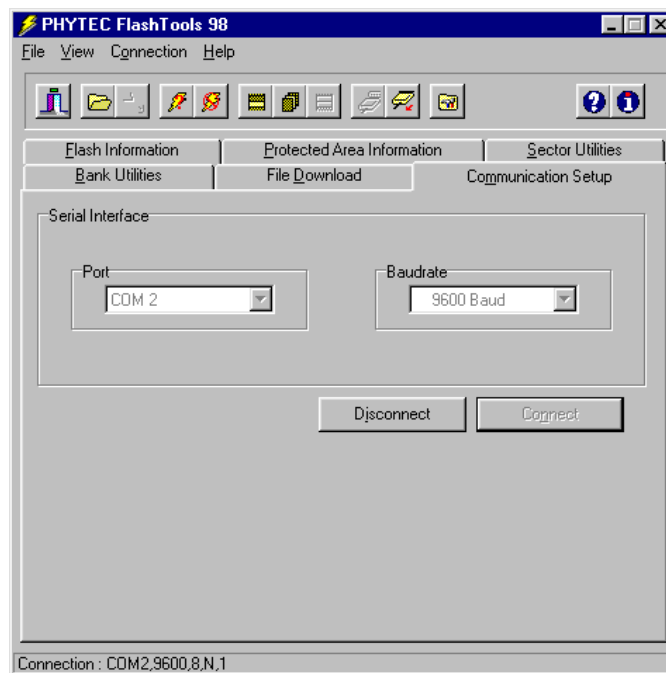 PHYTEC FlashTools 98
File View Connection Help
Flash Information Protected Area Information Sector Utilities
Bank Utilities File Download Communication Setup
Serial Interface
Port Baudrate
COM 2 9600 Baud
Disconnect Connect
Connection : COM2,9600,8,N,1